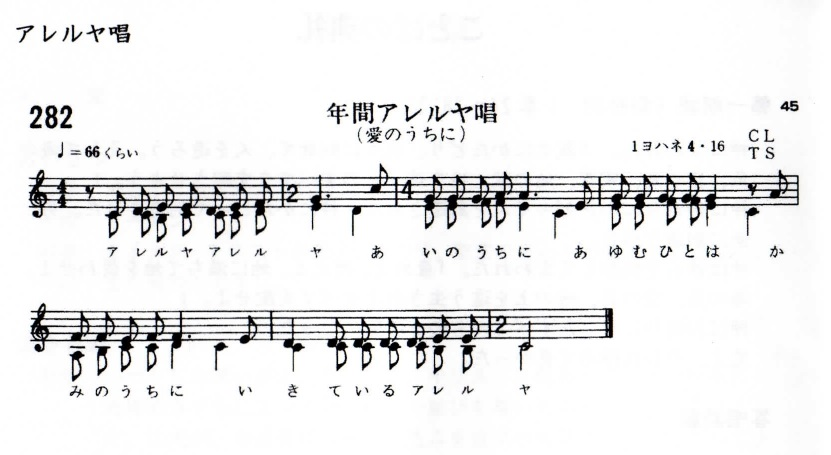 アレルヤ唱
282
年間アレルヤ唱
45
(愛のうちに)
♩=66くらい
1ヨハネ4・16
C L
T S
4 4 2 4
アレルヤアレルヤ あいのうちに あゆむひとは か
2
みのうちに いきているアレルヤ